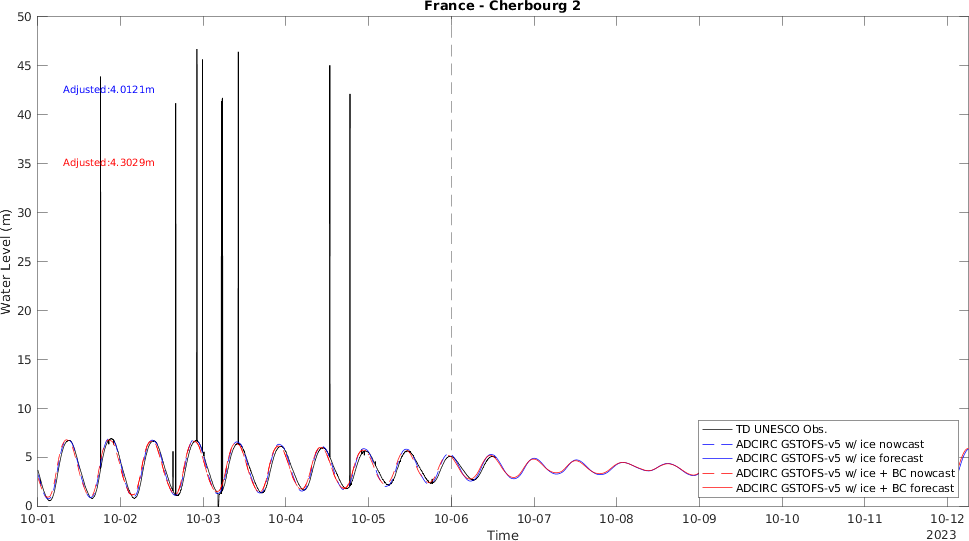 France - Cherbourg 2
50
45
40
35
30
25
20
15
10
5
0
Water Level (m)
Adjusted:4.0121m
Adjusted:4.3029m
TD UNESCO Obs.
ADCIRC GSTOFS-v5 w/ ice nowcast
ADCIRC GSTOFS-v5 w/ ice forecast
ADCIRC GSTOFS-v5 w/ ice + BC nowcast
ADCIRC GSTOFS-v5 w/ ice + BC forecast
10-01 10-02 10-03 10-04 10-05 10-06 10-07 10-08 10-09 10-10 10-11 10-12
Time
2023